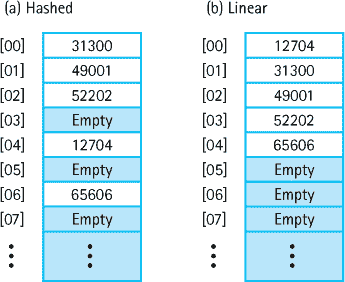 (a) Hashed
[00] 31300
[01] 49001
[02] 52202
[03] Empty
[04] 12704
[05] Empty
[06] 65606
[07] Empty
(b) Linear
[00] 12704
[01] 31300
[02] 49001
[03] 52202
[04] 65606
[05] Empty
[06] Empty
[07] Empty